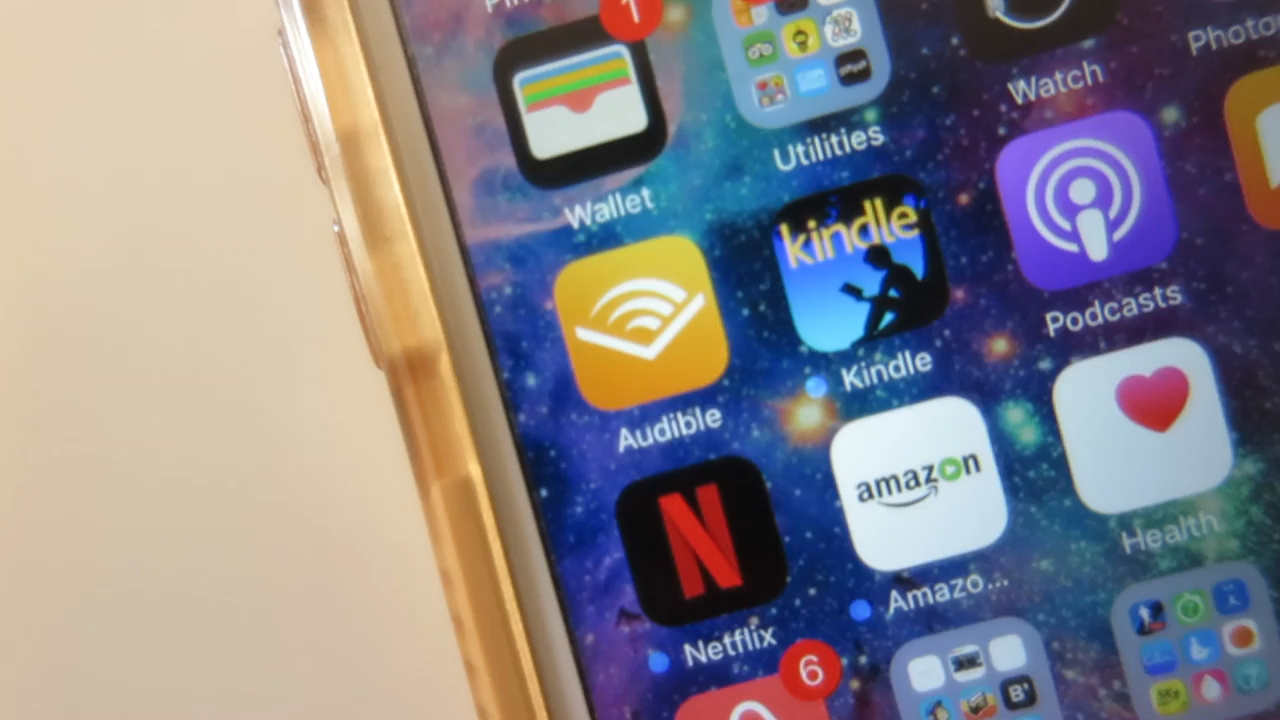 1
Wallet
Utilities
Watch
Photo
kindle
Audible
Kindle
Podcasts
amazon
Netflix
Amazo...
Health
6
B